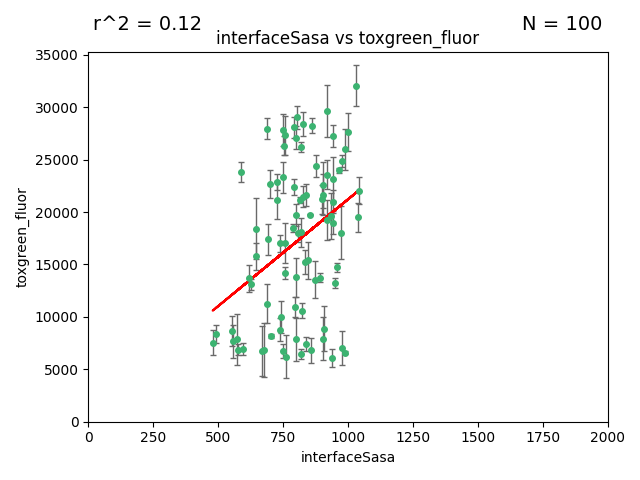 r^2 = 0.12
N = 100
interfaceSasa vs toxgreen_fluor
35000
30000
25000
20000
15000
10000
5000
0
toxgreen_fluor
0 250 500 750 1000 1250 1500 1750 2000
interfaceSasa